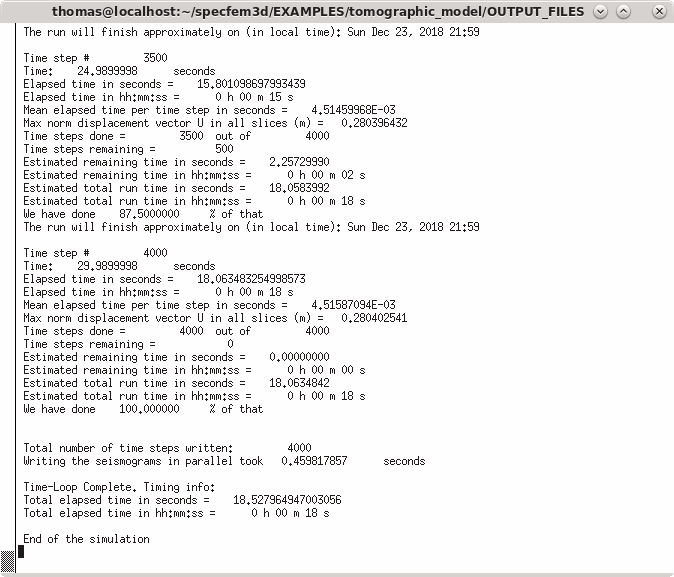 thomas@localhost:~/specfem3d/EXAMPLES/tomographic_model/OUTPUT_FILES
The run will finish approximately on (in local time): Sun Dec 23, 2018 21:59
Time step # 3500
Time: 24.9899998 seconds
Elapsed time in seconds = 15.801098697993439
Elapsed time in hh:mm:ss = 0 h 00 m 15 s
Mean elapsed time per time step in seconds = 4.51459968E-03
Max norm displacement vector U in all slices (m) = 0.280396432
Time steps done = 3500 out of 4000
Time steps remaining = 500
Estimated remaining time in seconds = 2.25729990
Estimated remaining time in hh:mm:ss = 0 h 00 m 02 s
Estimated total run time in seconds = 18.0583992
Estimated total run time in hh:mm:ss = 0 h 00 m 18 s
We have done 87.5000000 % of that
The run will finish approximately on (in local time): Sun Dec 23, 2018 21:59
Time step # 4000
Time: 29.9899998 seconds
Elapsed time in seconds = 18.063483254998573
Elapsed time in hh:mm:ss = 0 h 00 m 18 s
Mean elapsed time per time step in seconds = 4.51587094E-03
Max norm displacement vector U in all slices (m) = 0.280402541
Time steps done = 4000 out of 4000
Time steps remaining = 0
Estimated remaining time in seconds = 0.00000000
Estimated remaining time in hh:mm:ss = 0 h 00 m 00 s
Estimated total run time in seconds = 18.0634842
Estimated total run time in hh:mm:ss = 0 h 00 m 18 s
We have done 100.000000 % of that
Total number of time steps written: 4000
Writing the seismograms in parallel took 0.459817857 seconds
Time-Loop Complete. Timing info:
Total elapsed time in seconds = 18.527964947003056
Total elapsed time in hh:mm:ss = 0 h 00 m 18 s
End of the simulation